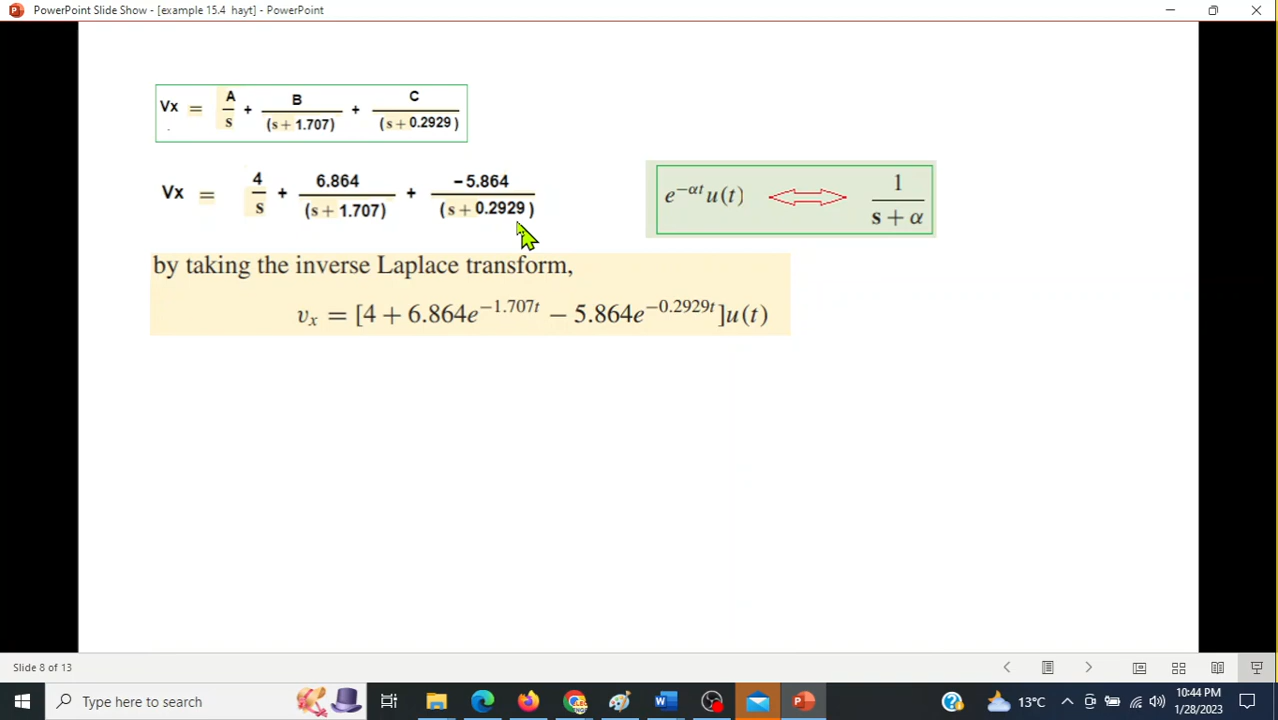 PowerPoint Slide Show - [example 15.4 hayt] - PowerPoint
Vx = A/s + B/(s + 1.707) + C/(s + 0.2929)
Vx = 4/s + 6.864/(s + 1.707) + −5.864/(s + 0.2929)
e^{−αt} u(t) ⟺ 1/(s + α)
by taking the inverse Laplace transform,
v_x = [4 + 6.864e^{−1.707t} − 5.864e^{−0.2929t}]u(t)
Slide 8 of 13
Type here to search
13°C
10:44 PM
1/28/2023